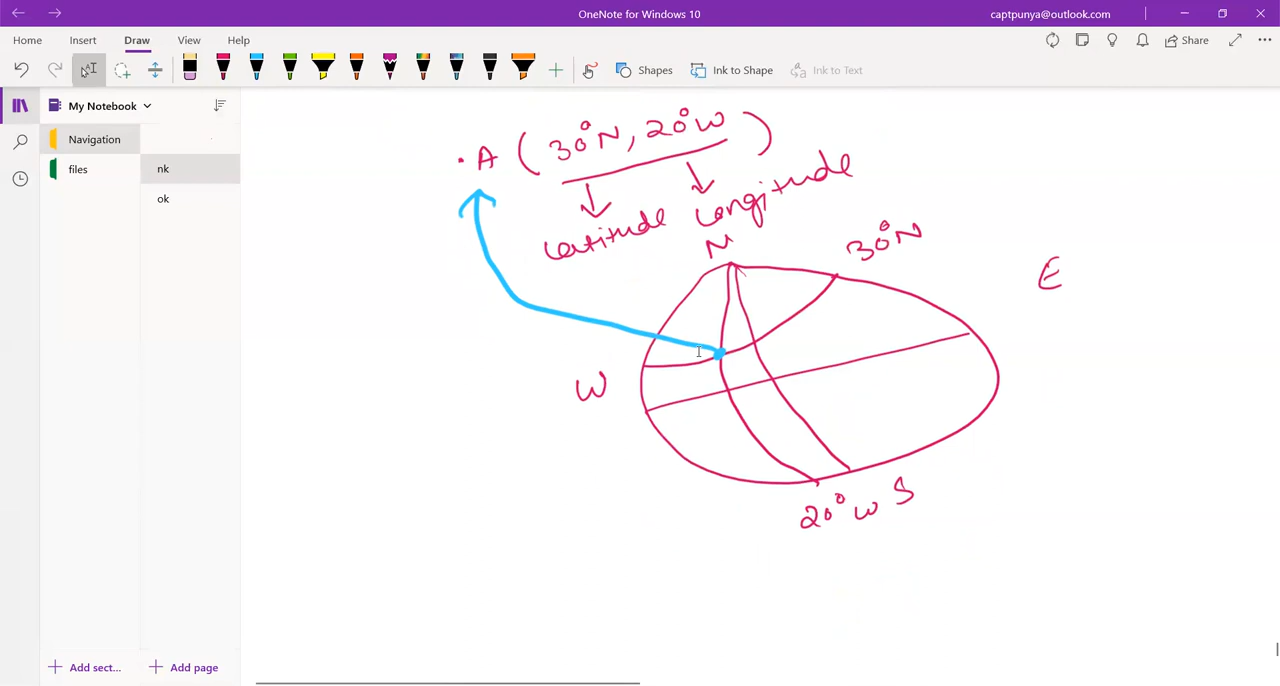 OneNote for Windows 10
captpunya@outlook.com
Home Insert Draw View Help
Share
Shapes
Ink to Shape
Ink to Text
My Notebook
Navigation
files
nk
ok
. A ( 30°N, 20°W )
Latitude Longitude
N
30°N
E
W
20°W S
Add sect...
Add page